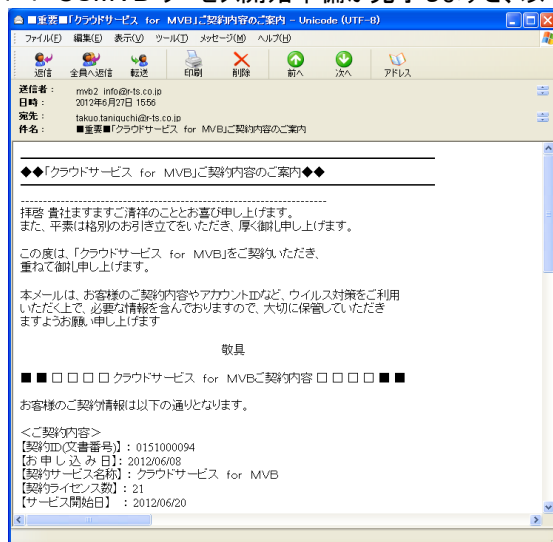 ■重要■「クラウドサービス for MVB」ご契約内容のご案内 - Unicode (UTF-8)
ファイル(F) 編集(E) 表示(V) ツール(T) メッセージ(M) ヘルプ(H)
返信 全員へ返信 転送 印刷 削除 前へ 次へ アドレス
送信者: mvb2_info@r-ts.co.jp
日時: 2012年6月27日 15:56
宛先: takuo.taniguchi@r-ts.co.jp
件名: ■重要■「クラウドサービス for MVB」ご契約内容のご案内
◆◆「クラウドサービス for MVB」ご契約内容のご案内◆◆
拝啓 貴社ますますご清祥のこととお喜び申し上げます。
また、平素は格別のお引き立てをいただき、厚く御礼申し上げます。
この度は、「クラウドサービス for MVB」をご契約いただき、
重ねて御礼申し上げます。
本メールは、お客様のご契約内容やアカウントIDなど、ウイルス対策をご利用
いただく上で、必要な情報を含んでおりますので、大切に保管していただき
ますようお願い申し上げます
敬具
■■□□□□クラウドサービス for MVBご契約内容□□□□■■
お客様のご契約情報は以下の通りとなります。
<ご契約内容>
【契約ID(文書番号)】: 0151000094
【お申し込み日】: 2012/06/08
【契約サービス名称】: クラウドサービス for MVB
【契約ライセンス数】: 21
【サービス開始日】 : 2012/06/20